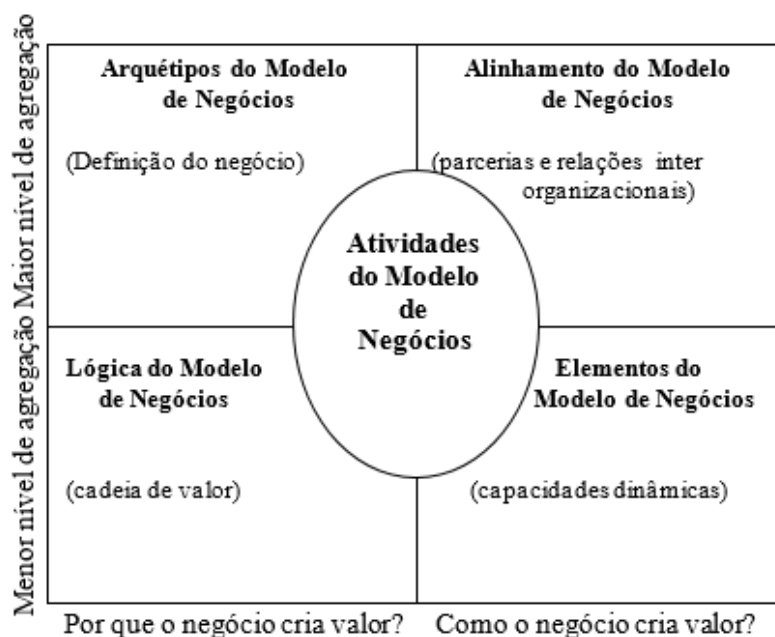 Maior nível de agregação
Menor nível de agregação
Arquétipos do Modelo
de Negócios
(Definição do negócio)
Alinhamento do Modelo
de Negócios
(parcerias e relações inter
organizacionais)
Atividades
do Modelo
de
Negócios
Lógica do Modelo
de Negócios
(cadeia de valor)
Elementos do
Modelo de Negócios
(capacidades dinâmicas)
Por que o negócio cria valor?
Como o negócio cria valor?